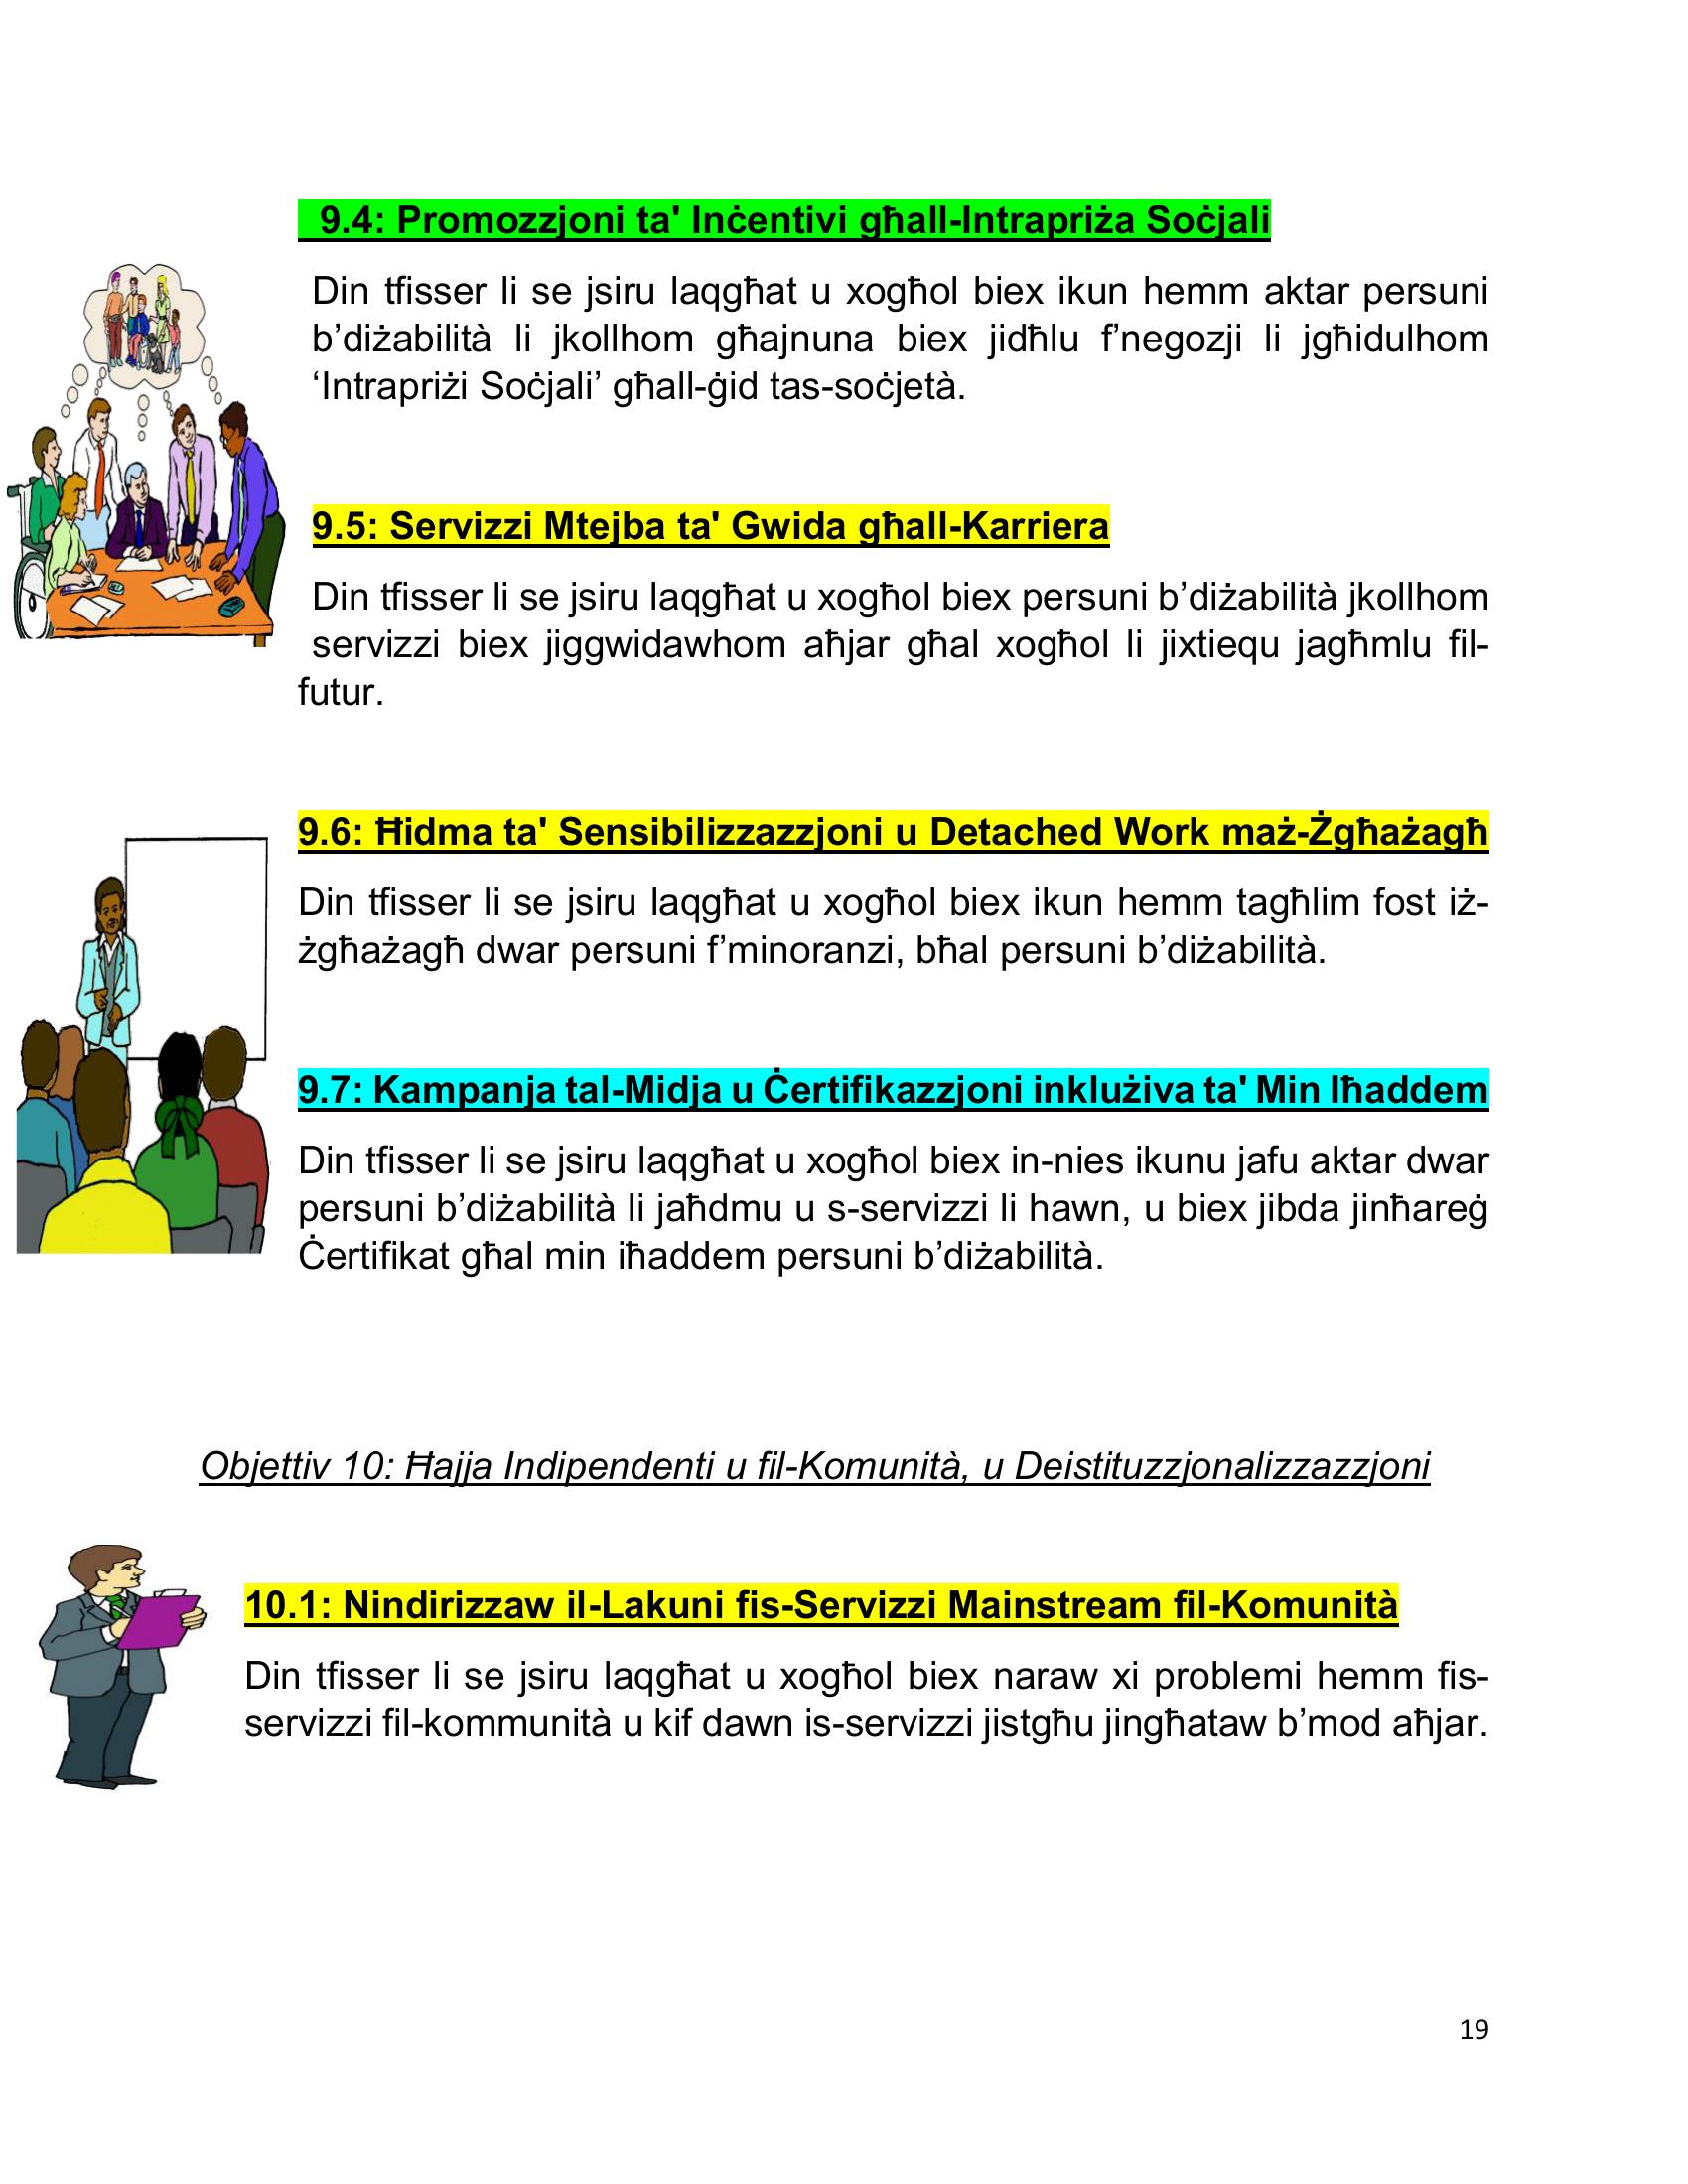 9.4: Promozzjoni ta' Inċentivi għall-Intrapriża Soċjali
Din tfisser li se jsiru laqgħat u xogħol biex ikun hemm aktar persuni
b’diżabilità li jkollhom għajnuna biex jidħlu f’negozji li jgħidulhom
‘Intrapriżi Soċjali’ għall-ġid tas-soċjetà.
9.5: Servizzi Mtejba ta' Gwida għall-Karriera
Din tfisser li se jsiru laqgħat u xogħol biex persuni b’diżabilità jkollhom
servizzi biex jiggwidawhom aħjar għal xogħol li jixtiequ jagħmlu fil-
futur.
9.6: Ħidma ta' Sensibilizzazzjoni u Detached Work maż-Żgħażagħ
Din tfisser li se jsiru laqgħat u xogħol biex ikun hemm tagħlim fost iż-
żgħażagħ dwar persuni f’minoranzi, bħal persuni b’diżabilità.
9.7: Kampanja tal-Midja u Ċertifikazzjoni inklużiva ta' Min Iħaddem
Din tfisser li se jsiru laqgħat u xogħol biex in-nies ikunu jafu aktar dwar
persuni b’diżabilità li jaħdmu u s-servizzi li hawn, u biex jibda jinħareġ
Ċertifikat għal min iħaddem persuni b’diżabilità.
Objettiv 10: Ħajja Indipendenti u fil-Komunità, u Deistituzzjonalizzazzjoni
10.1: Nindirizzaw il-Lakuni fis-Servizzi Mainstream fil-Komunità
Din tfisser li se jsiru laqgħat u xogħol biex naraw xi problemi hemm fis-
servizzi fil-kommunità u kif dawn is-servizzi jistgħu jingħataw b’mod aħjar.
19